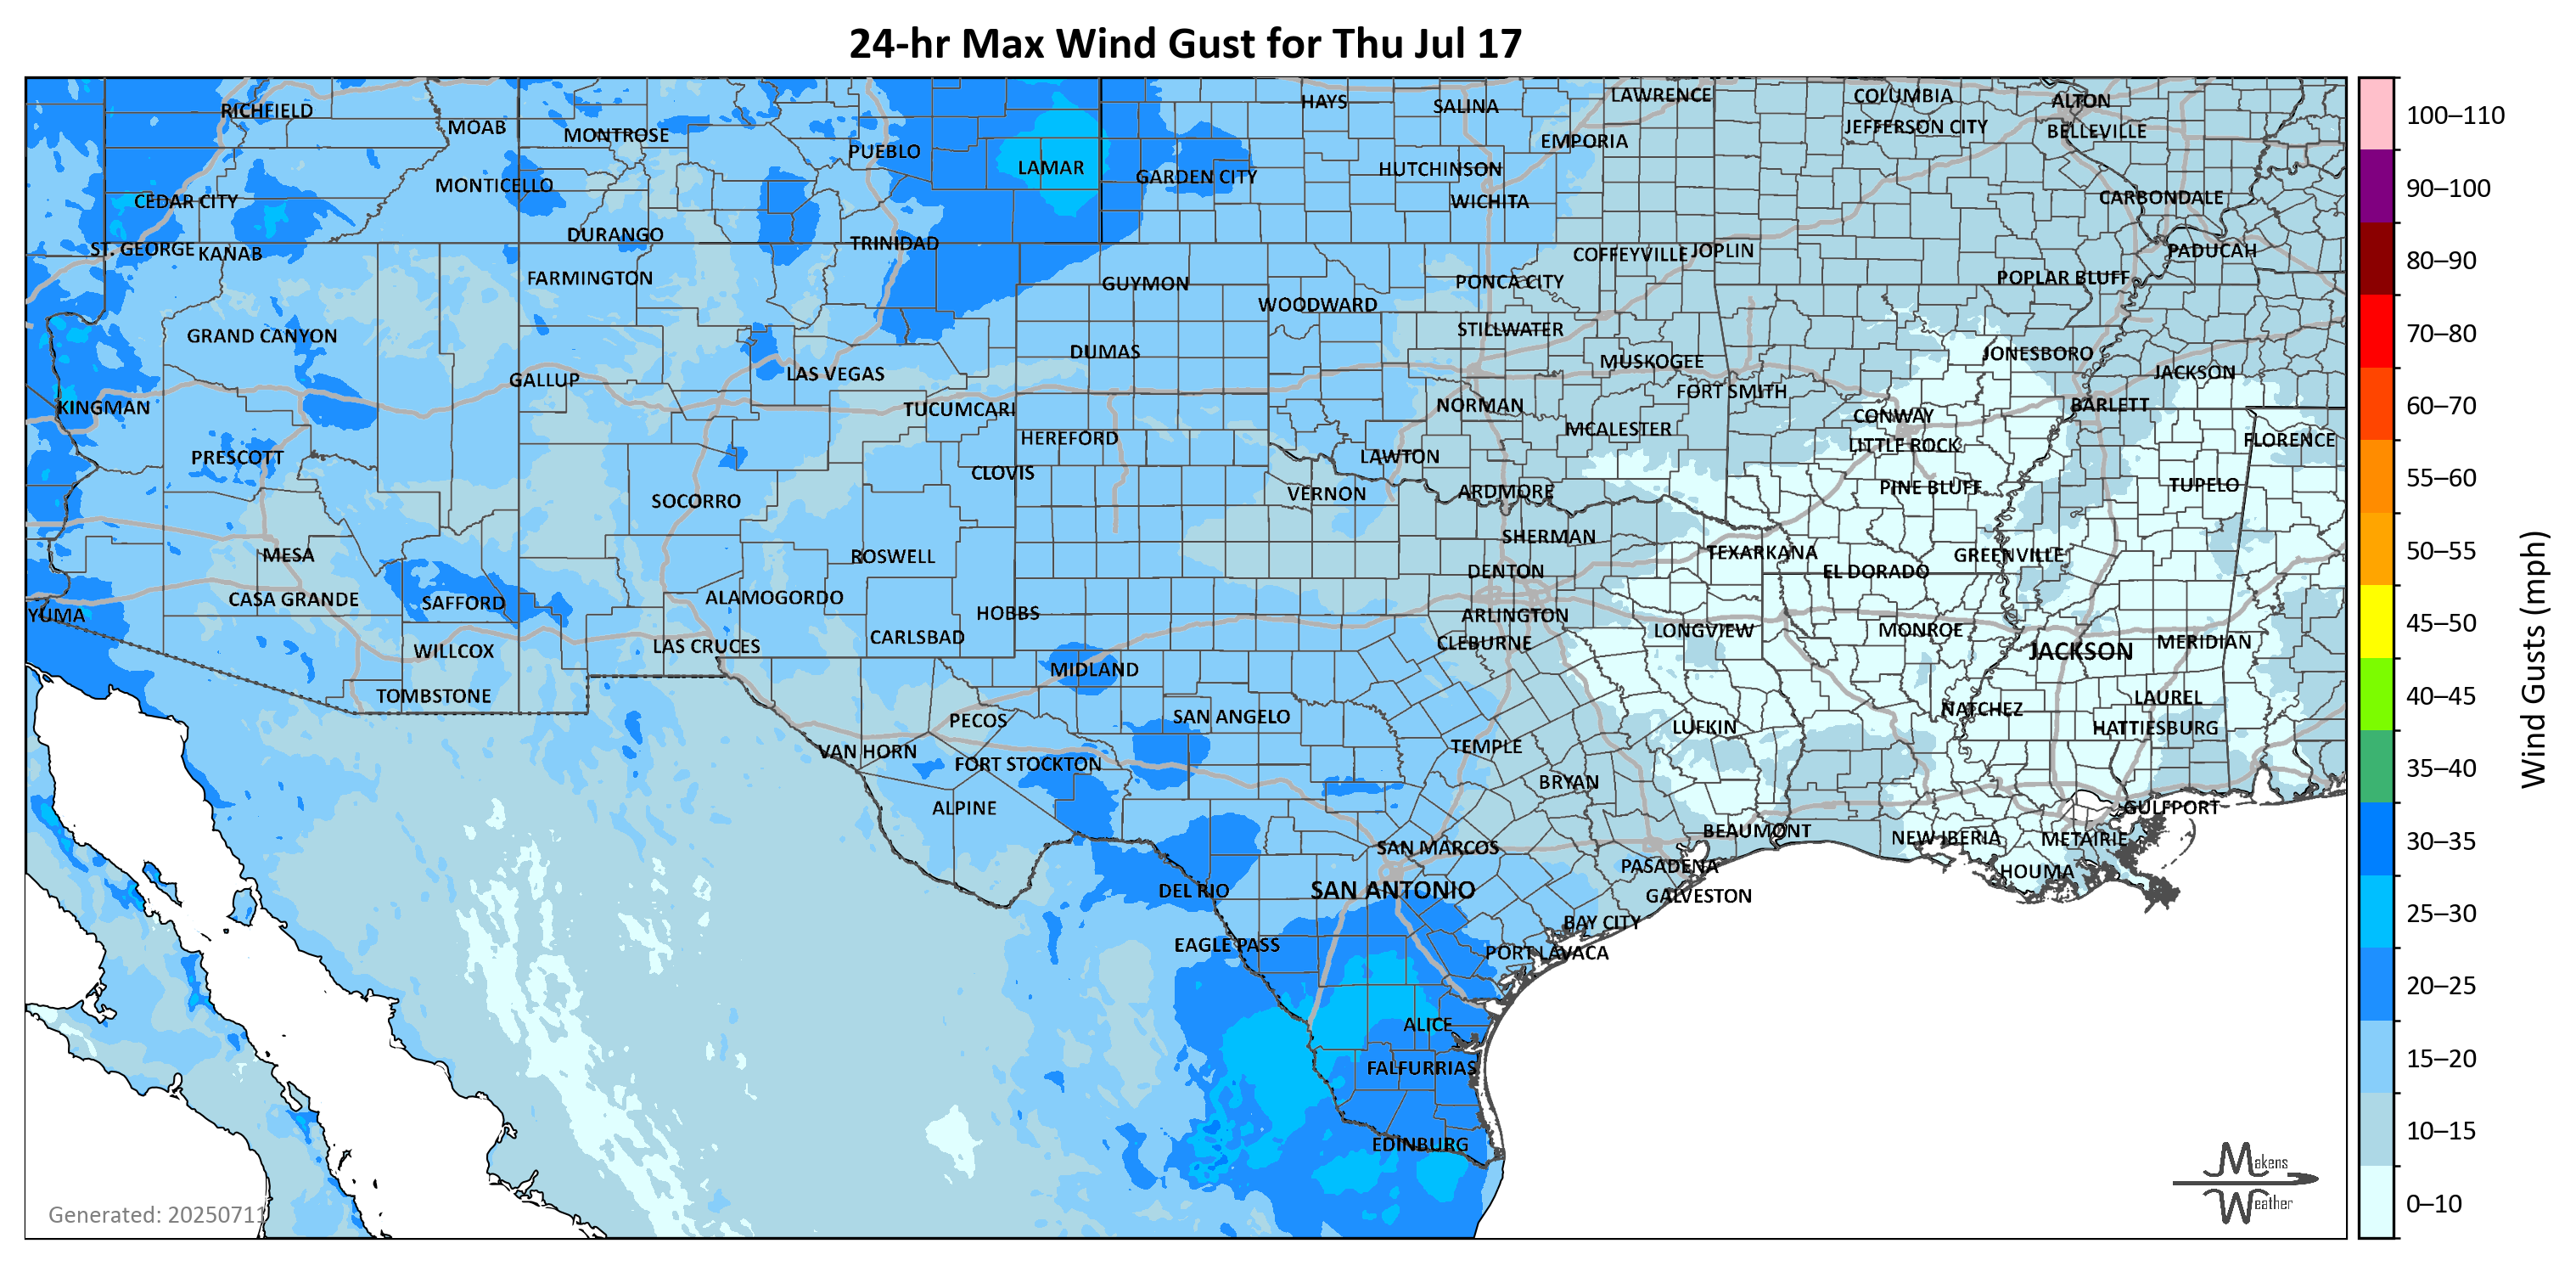 24-hr Max Wind Gust for Thu Jul 17
RICHFIELD
MOAB
MONTROSE
PUEBLO
LAMAR
HAYS
SALINA
LAWRENCE
COLUMBIA
ALTON
EMPORIA
JEFFERSON CITY
BELLEVILLE
MONTICELLO
GARDEN CITY
HUTCHINSON
CEDAR CITY
WICHITA
CARBONDALE
DURANGO
TRINIDAD
ST. GEORGE
KANAB
COFFEYVILLE
JOPLIN
PADUCAH
FARMINGTON
GUYMON
PONCA CITY
POPLAR BLUFF
WOODWARD
GRAND CANYON
STILLWATER
DUMAS
MUSKOGEE
JONESBORO
GALLUP
LAS VEGAS
FORT SMITH
JACKSON
KINGMAN
TUCUMCARI
NORMAN
CONWAY
BARLETT
HEREFORD
MCALESTER
LITTLE ROCK
FLORENCE
PRESCOTT
CLOVIS
LAWTON
SOCORRO
VERNON
ARDMORE
PINE BLUFF
TUPELO
MESA
ROSWELL
SHERMAN
TEXARKANA
GREENVILLE
DENTON
EL DORADO
YUMA
CASA GRANDE
SAFFORD
ALAMOGORDO
HOBBS
ARLINGTON
WILLCOX
LAS CRUCES
CARLSBAD
CLEBURNE
LONGVIEW
MONROE
JACKSON
MERIDIAN
TOMBSTONE
MIDLAND
LAUREL
PECOS
SAN ANGELO
LUFKIN
NATCHEZ
HATTIESBURG
VAN HORN
FORT STOCKTON
TEMPLE
ALPINE
BRYAN
GULFPORT
SAN MARCOS
BEAUMONT
NEW IBERIA
METAIRIE
DEL RIO
SAN ANTONIO
PASADENA
HOUMA
GALVESTON
EAGLE PASS
BAY CITY
PORT LAVACA
ALICE
FALFURRIAS
EDINBURG
Generated: 20250711
Makens
Weather
100–110
90–100
80–90
70–80
60–70
55–60
50–55
45–50
40–45
35–40
30–35
25–30
20–25
15–20
10–15
0–10
Wind Gusts (mph)